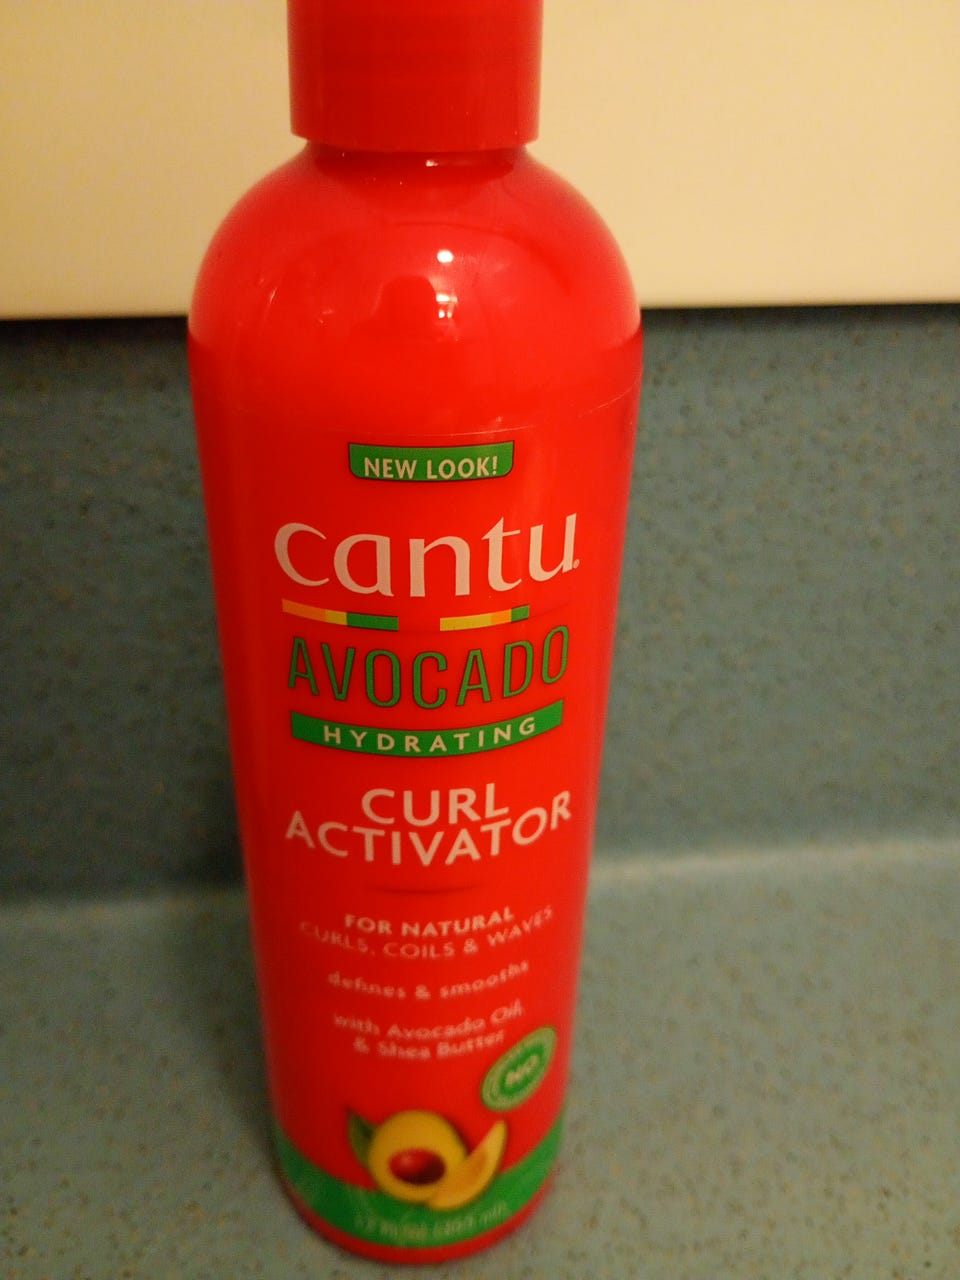 NEW LOOK!
cantu
AVOCADO
HYDRATING
CURL
ACTIVATOR
FOR NATURAL
CURLS, COILS & WAVES
defines & smooths
with Avocado Oil
& Shea Butter
NO